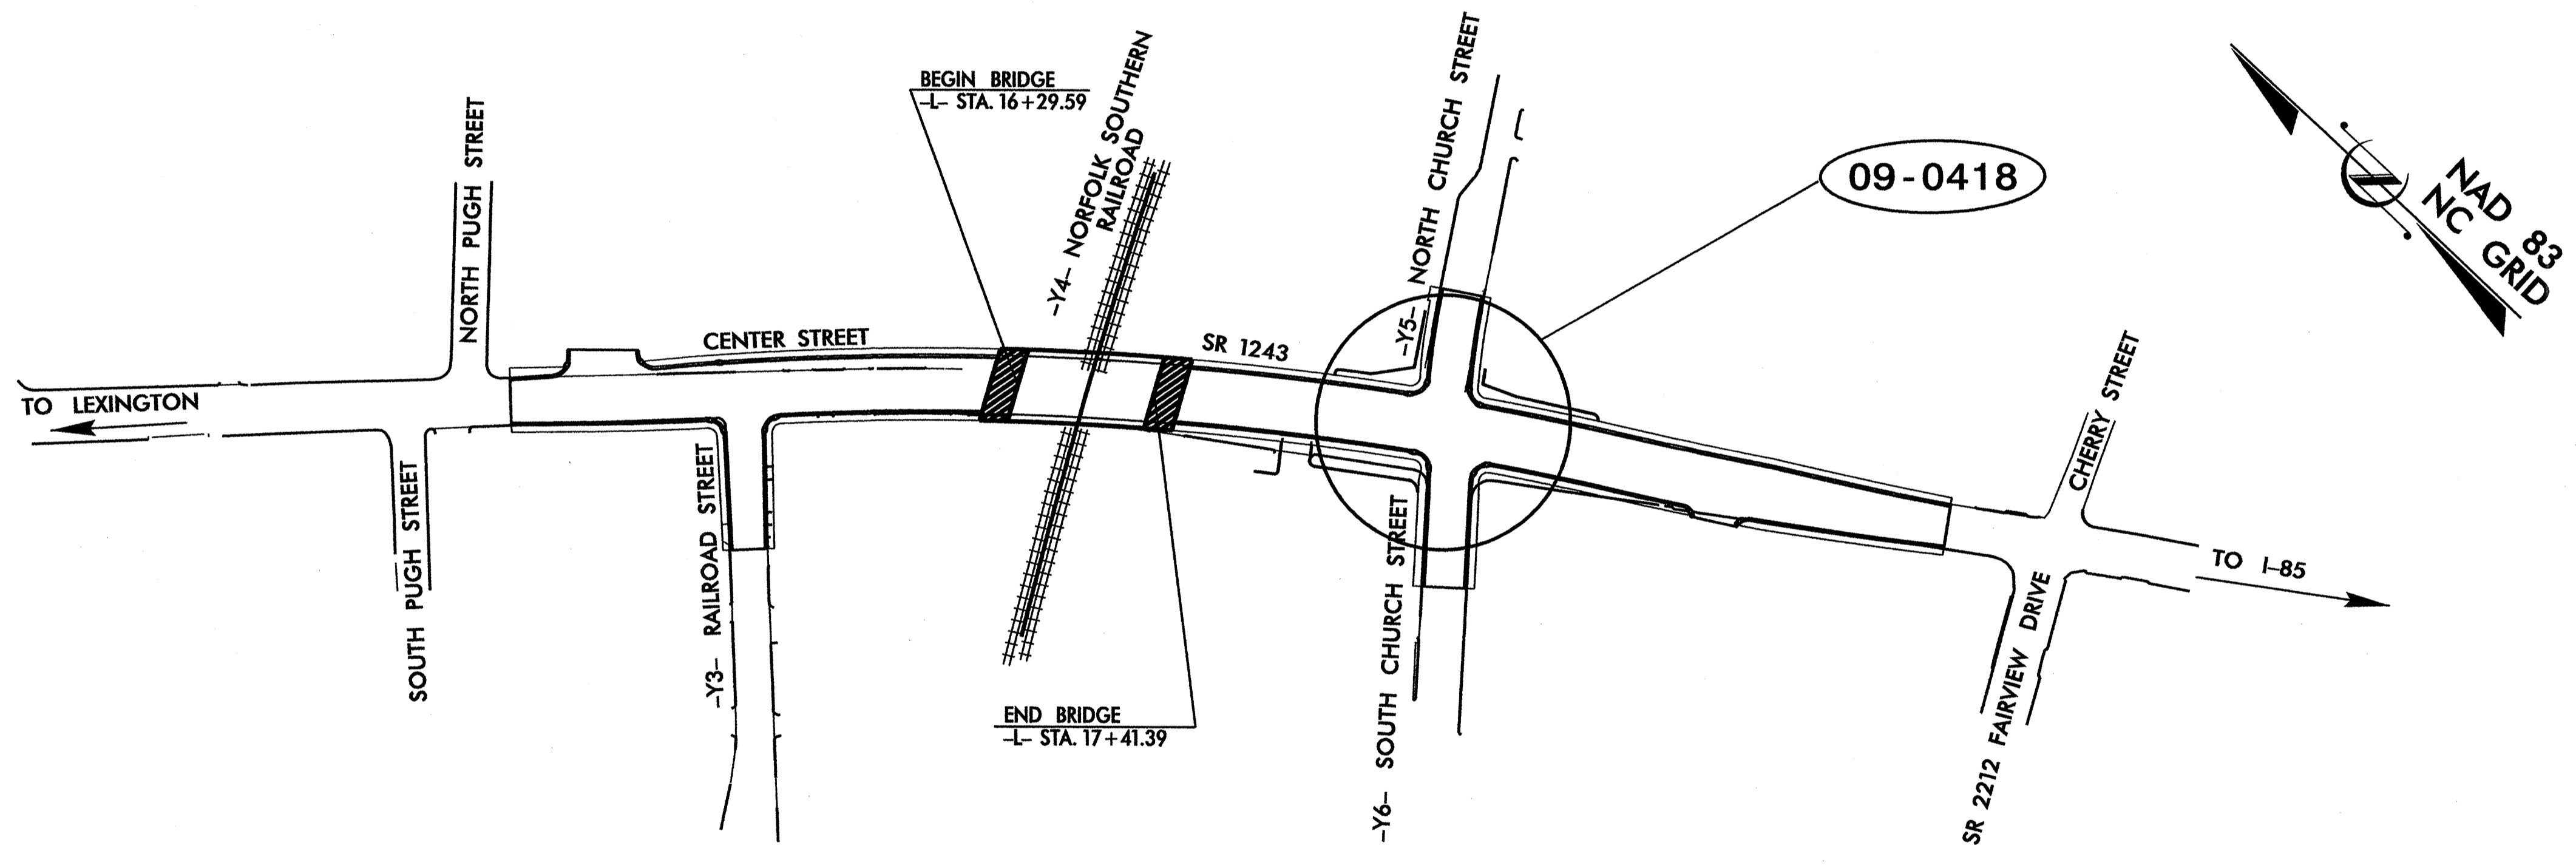 BEGIN BRIDGE
-L- STA. 16+29.59
-Y4- NORFOLK SOUTHERN
RAILROAD
NORTH CHURCH STREET
-Y5-
09-0418
NAD 83
NC GRID
NORTH PUGH STREET
CENTER STREET
SR 1243
TO LEXINGTON
SOUTH PUGH STREET
-Y3- RAILROAD STREET
END BRIDGE
-L- STA. 17+41.39
-Y6- SOUTH CHURCH STREET
CHERRY STREET
TO I-85
SR 2212 FAIRVIEW DRIVE